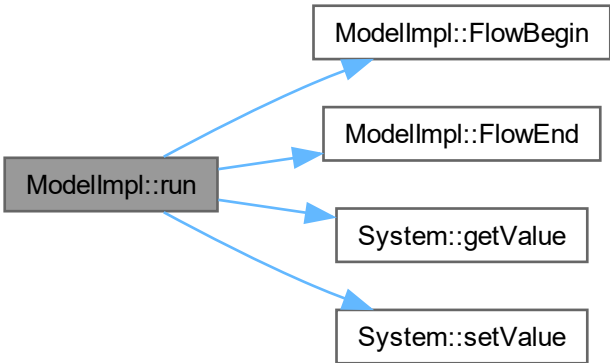 ModelImpl::FlowBegin
ModelImpl::FlowEnd
ModelImpl::run
System::getValue
System::setValue